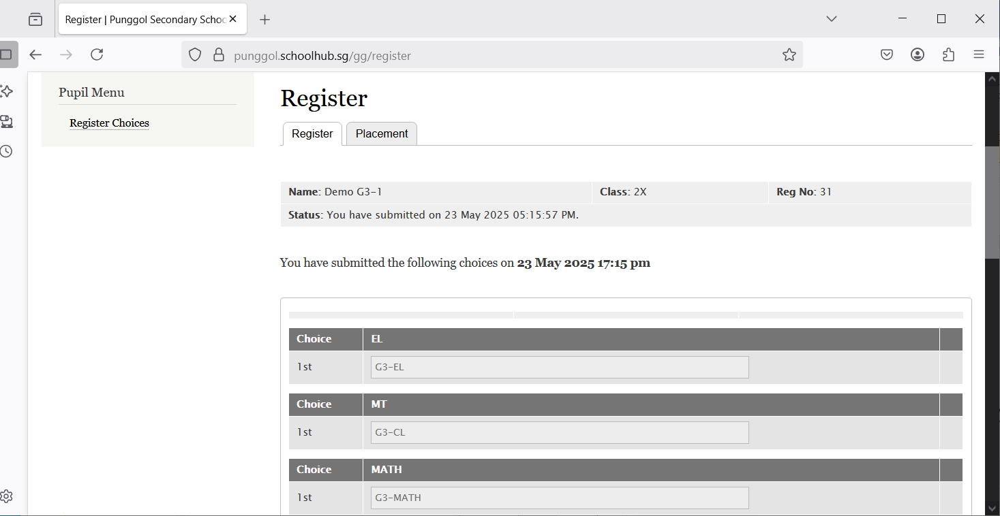 Register | Punggol Secondary Schoo
punggol.schoolhub.sg/gg/register
Pupil Menu
Register Choices
Register
Register Placement
Name: Demo G3-1 Class: 2X Reg No: 31
Status: You have submitted on 23 May 2025 05:15:57 PM.
You have submitted the following choices on 23 May 2025 17:15 pm
Choice EL
1st G3-EL
Choice MT
1st G3-CL
Choice MATH
1st G3-MATH